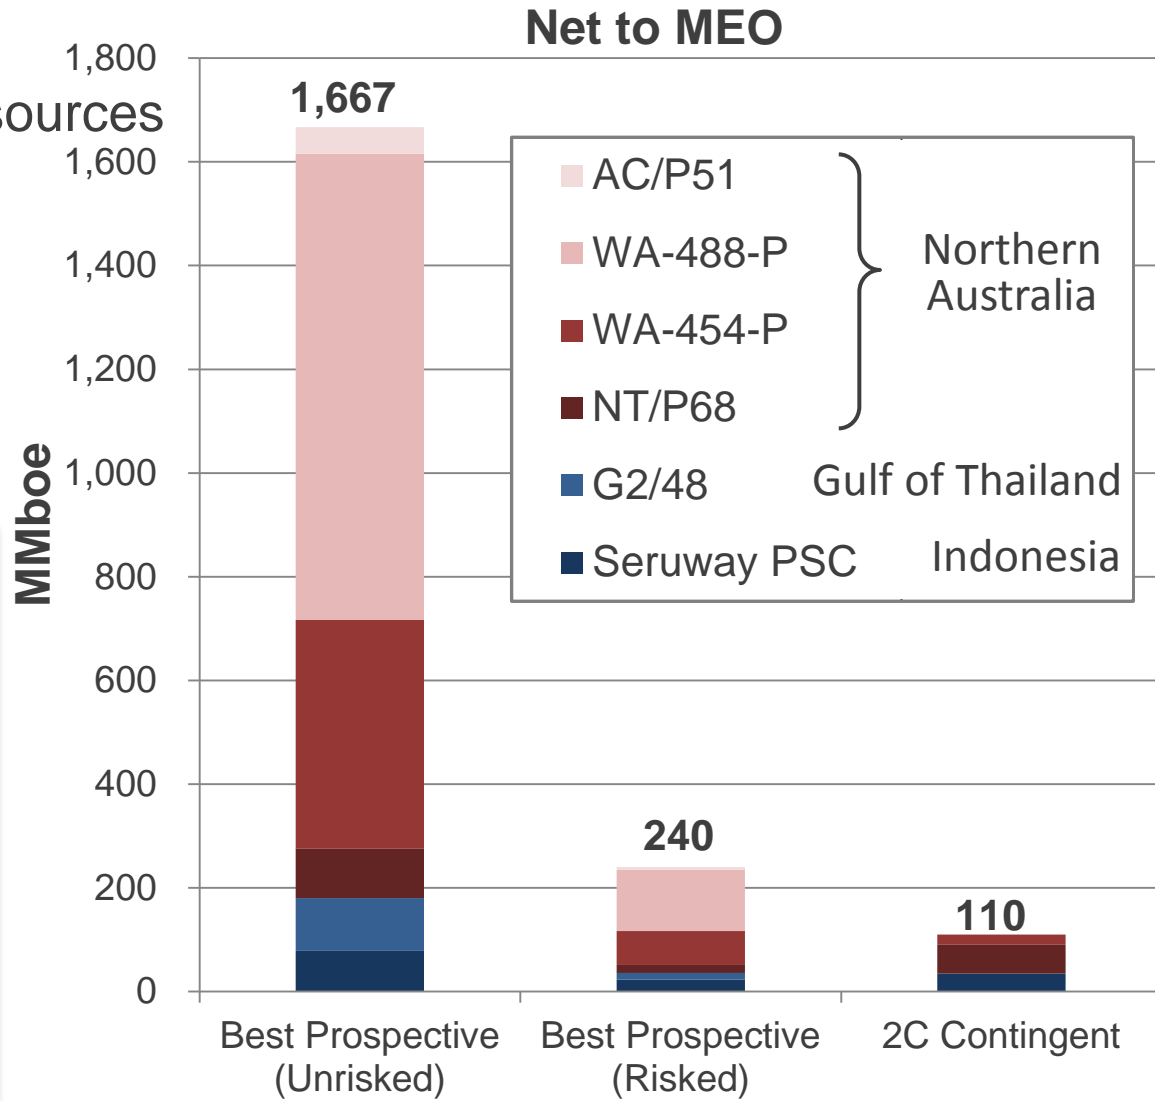 Net to MEO
sources
1,800
1,600
1,400
1,200
1,000
800
600
400
200
0
MMboe
1,667
240
110
AC/P51
WA-488-P
WA-454-P
NT/P68
G2/48
Seruway PSC
Northern
Australia
Gulf of Thailand
Indonesia
Best Prospective
(Unrisked)
Best Prospective
(Risked)
2C Contingent